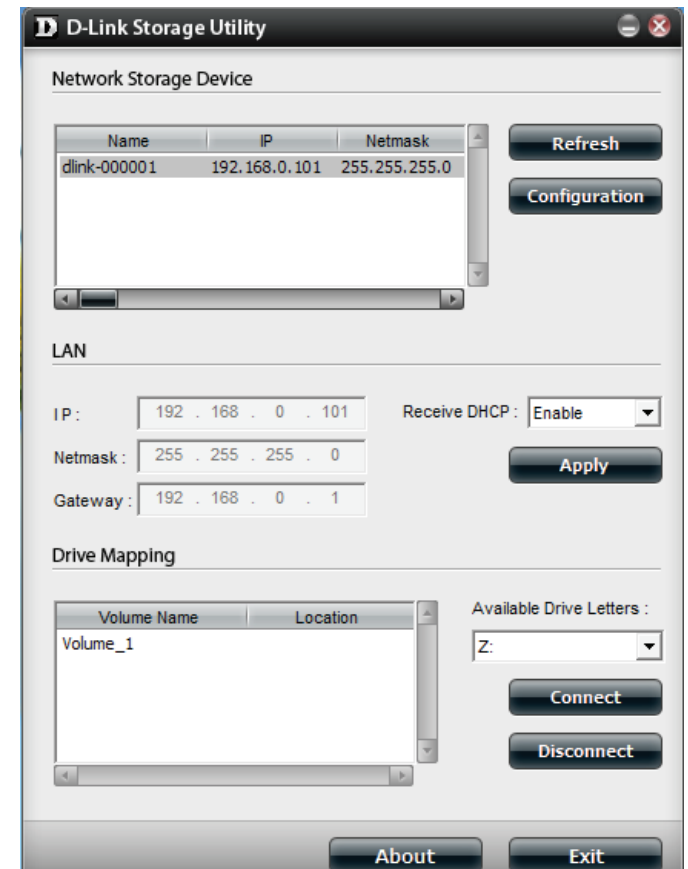 D D-Link Storage Utility
Network Storage Device
Name IP Netmask
dlink-000001 192.168.0.101 255.255.255.0
Refresh
Configuration
LAN
IP : 192 . 168 . 0 . 101 Receive DHCP : Enable
Netmask : 255 . 255 . 255 . 0 Apply
Gateway : 192 . 168 . 0 . 1
Drive Mapping
Volume Name Location
Volume_1
Available Drive Letters :
Z:
Connect
Disconnect
About Exit